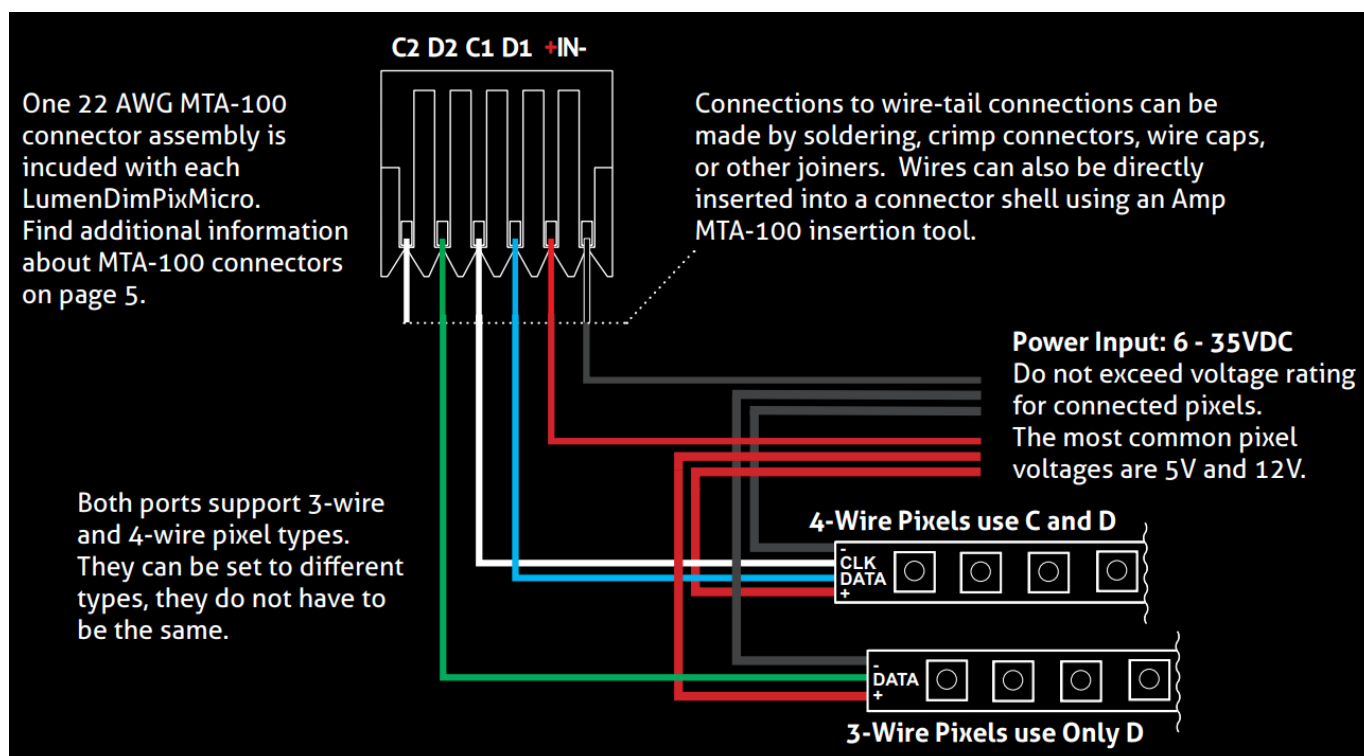 C2 D2 C1 D1 +IN-
One 22 AWG MTA-100
connector assembly is
incuded with each
LumenDimPixMicro.
Find additional information
about MTA-100 connectors
on page 5.
Connections to wire-tail connections can be
made by soldering, crimp connectors, wire caps,
or other joiners. Wires can also be directly
inserted into a connector shell using an Amp
MTA-100 insertion tool.
Power Input: 6 - 35VDC
Do not exceed voltage rating
for connected pixels.
The most common pixel
voltages are 5V and 12V.
Both ports support 3-wire
and 4-wire pixel types.
They can be set to different
types, they do not have to
be the same.
4-Wire Pixels use C and D
-
CLK
DATA
+
-
DATA
+
3-Wire Pixels use Only D